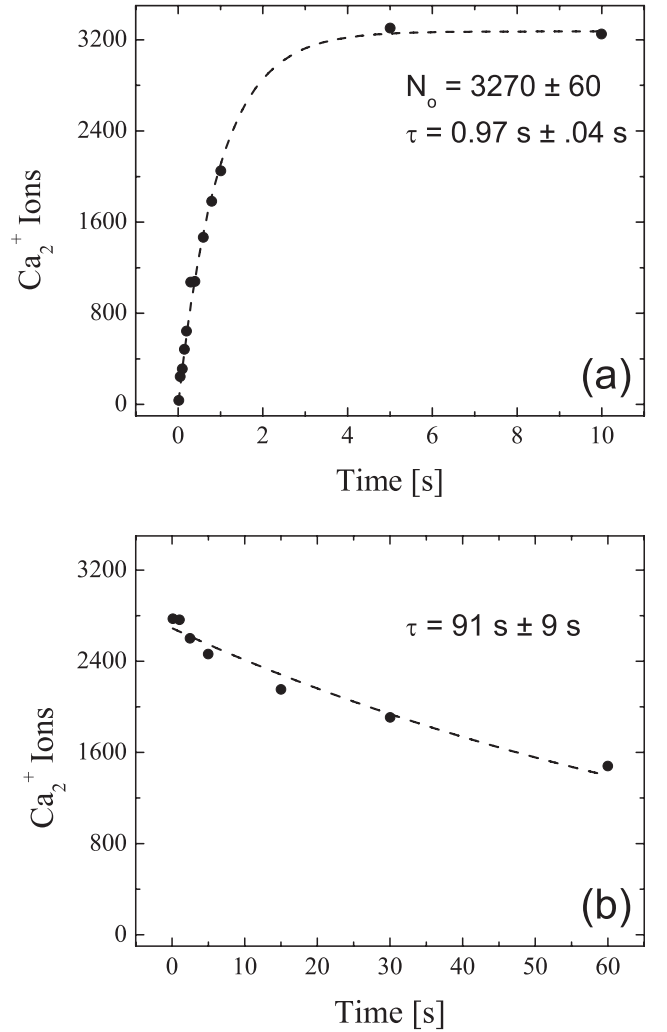 3200
2400
1600
800
0
Ca₂⁺ Ions
N₀ = 3270 ± 60
τ = 0.97 s ± .04 s
(a)
0 2 4 6 8 10
Time [s]
3200
2400
1600
800
0
Ca₂⁺ Ions
τ = 91 s ± 9 s
(b)
0 10 20 30 40 50 60
Time [s]